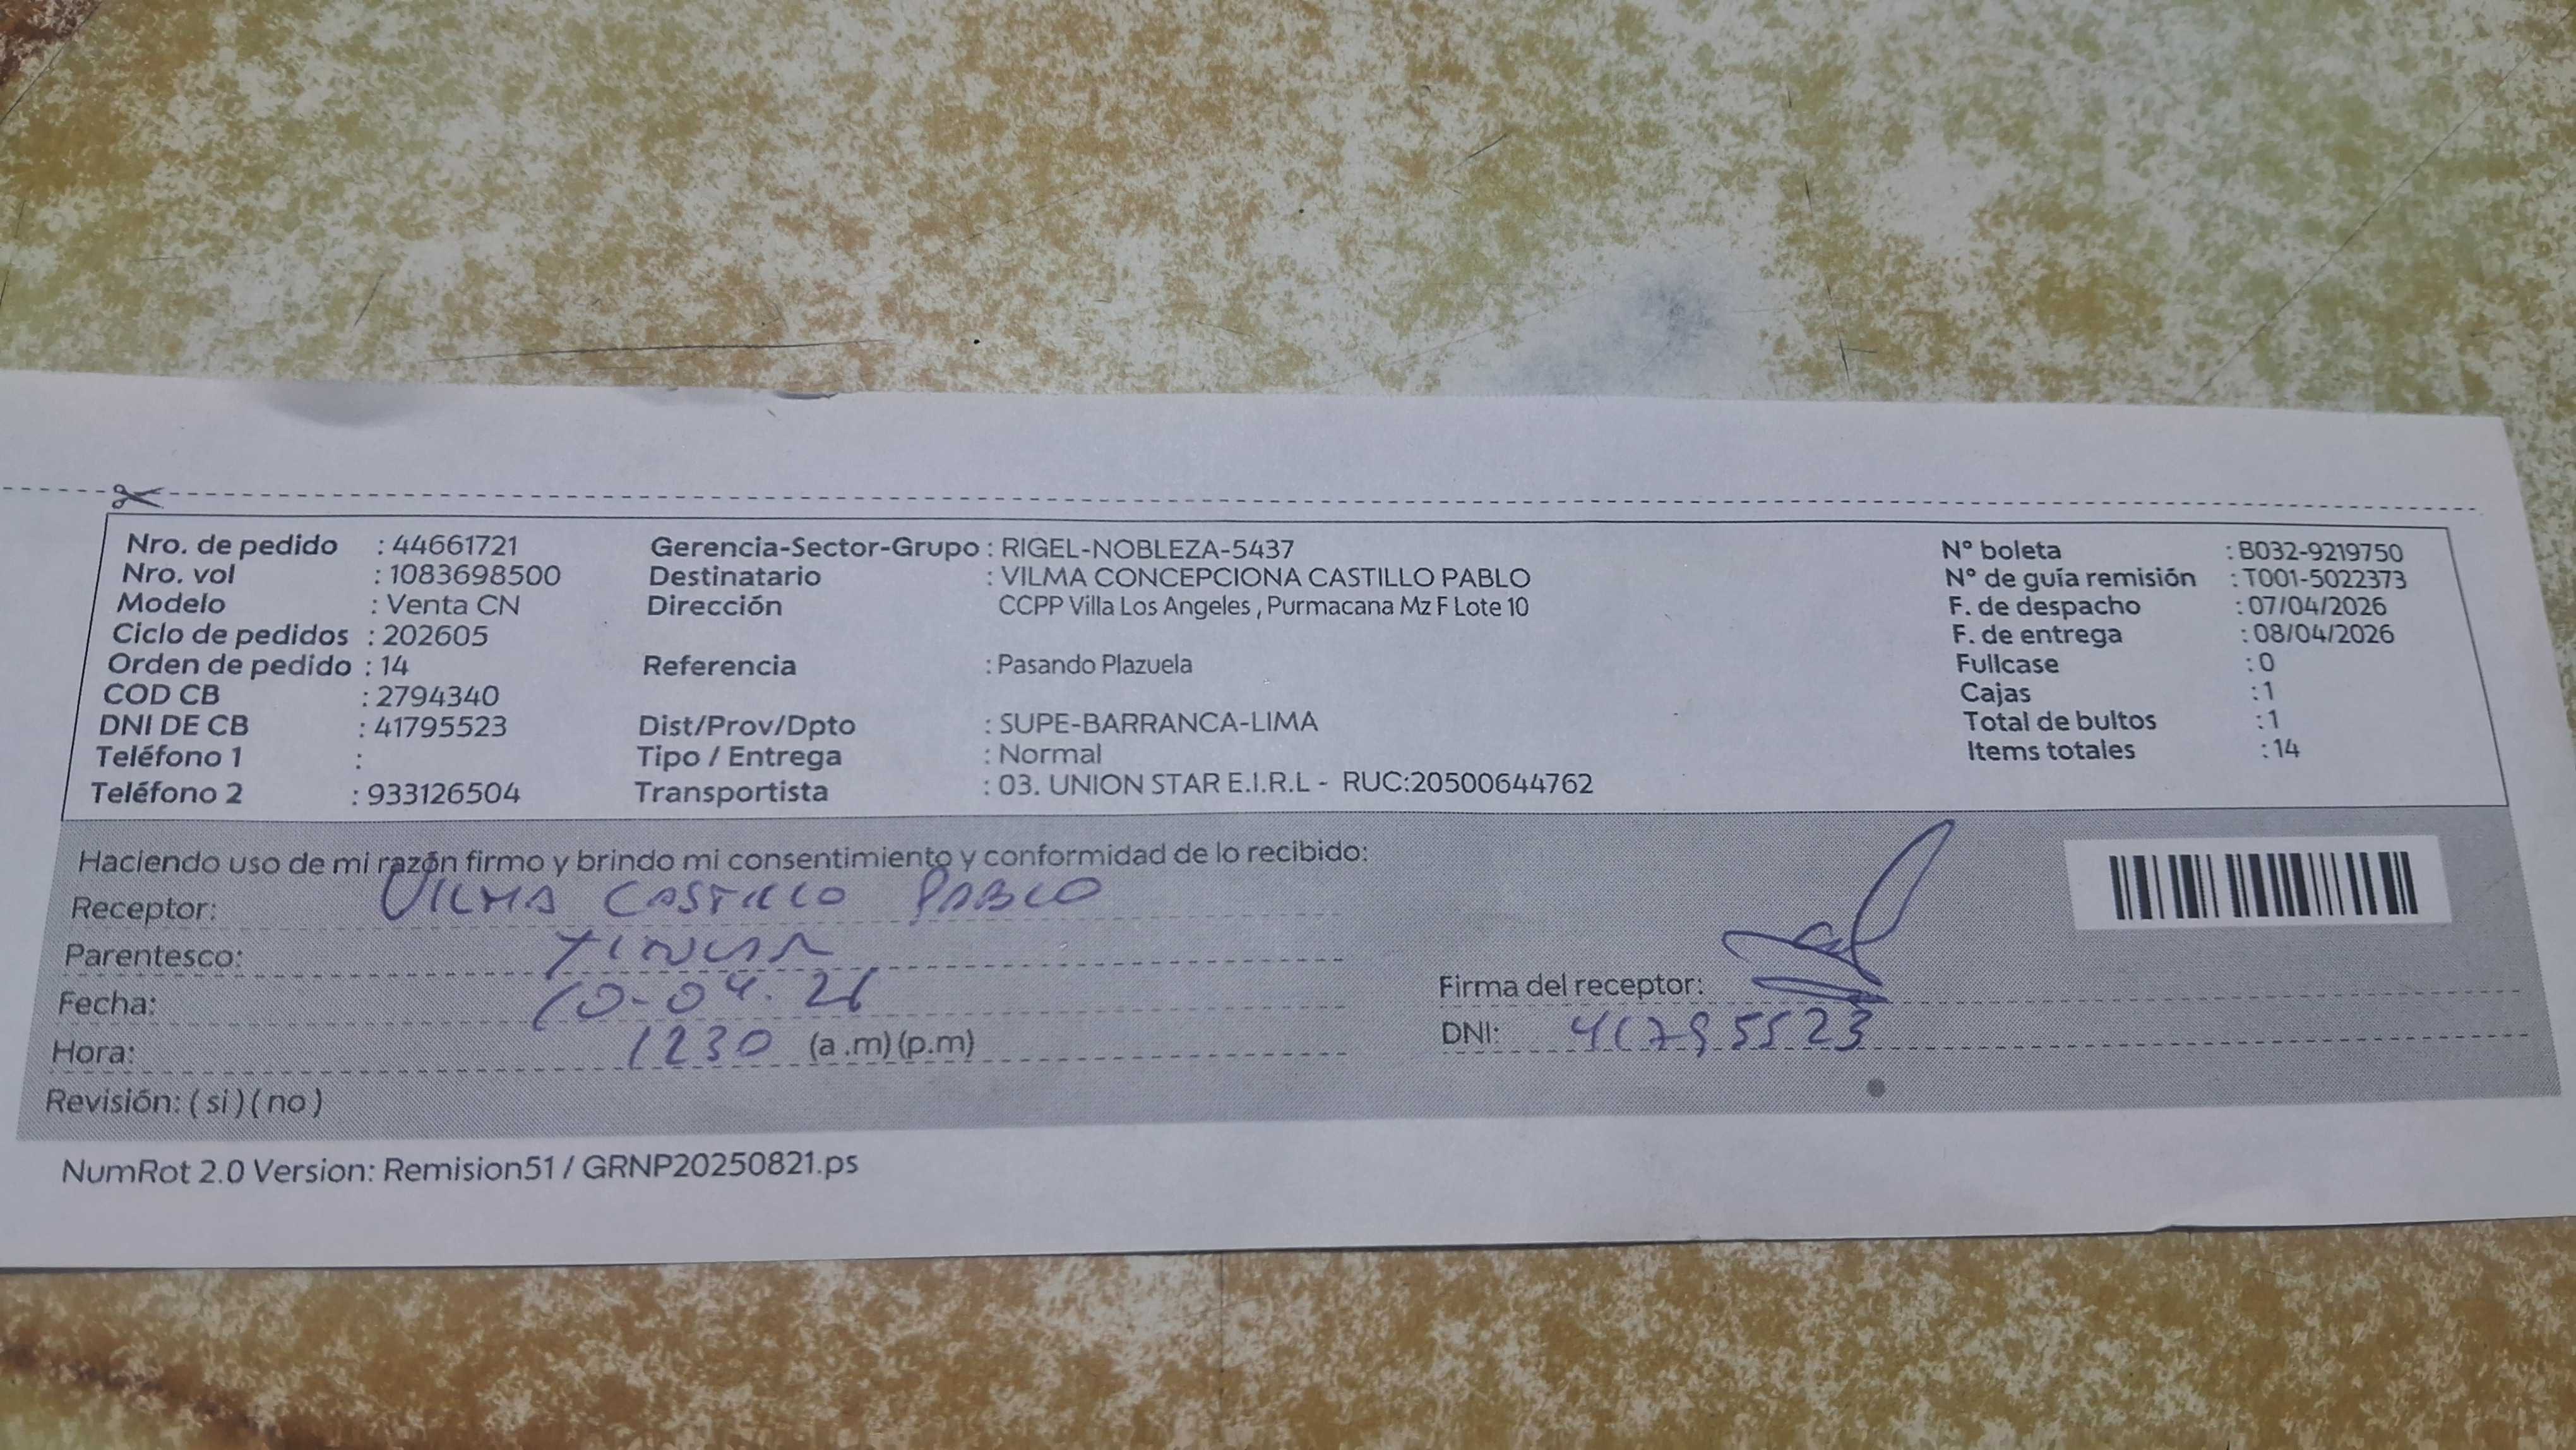 Nro. de pedido : 44661721
Nro. vol : 1083698500
Modelo : Venta CN
Ciclo de pedidos : 202605
Orden de pedido : 14
COD CB : 2794340
DNI DE CB : 41795523
Teléfono 1 :
Teléfono 2 : 933126504
Gerencia-Sector-Grupo : RIGEL-NOBLEZA-5437
Destinatario : VILMA CONCEPCIONA CASTILLO PABLO
Dirección CCPP Villa Los Angeles , Purmacana Mz F Lote 10
Referencia : Pasando Plazuela
Dist/Prov/Dpto : SUPE-BARRANCA-LIMA
Tipo / Entrega : Normal
Transportista : 03. UNION STAR E.I.R.L - RUC:20500644762
N° boleta : B032-9219750
N° de guía remisión : T001-5022373
F. de despacho : 07/04/2026
F. de entrega : 08/04/2026
Fullcase : 0
Cajas : 1
Total de bultos : 1
Items totales : 14
Haciendo uso de mi razón firmo y brindo mi consentimiento y conformidad de lo recibido:
Receptor: VILMA CASTILLO PABLO
Parentesco:
Fecha: 10-04.26
Hora: 1230 (a .m) (p.m)
Revisión: ( si ) ( no )
Firma del receptor:
DNI: 41795523
NumRot 2.0 Version: Remision51 / GRNP20250821.ps